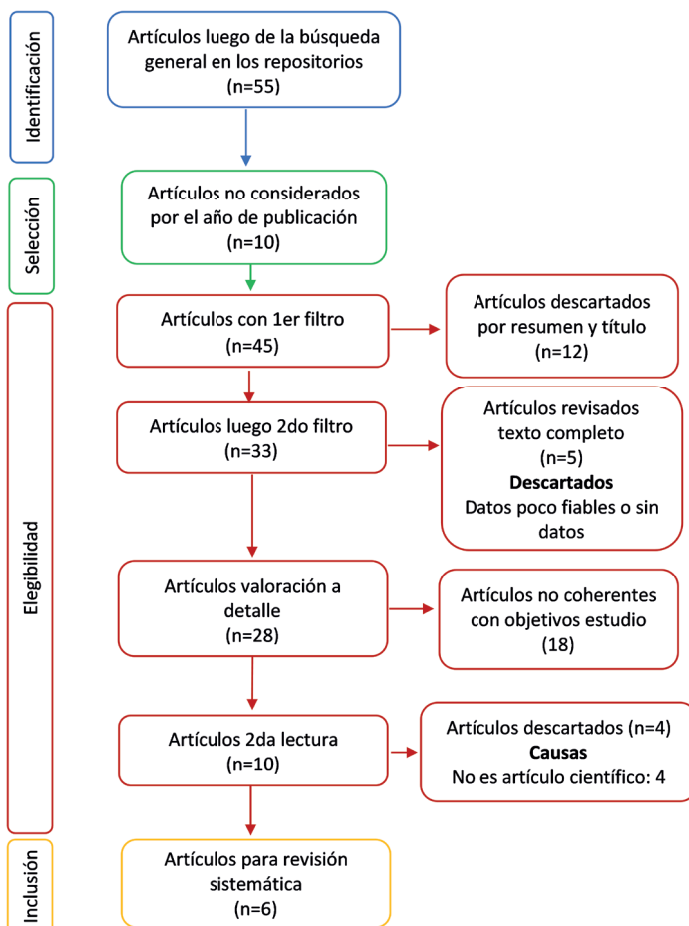 Identificación
Artículos luego de la búsqueda
general en los repositorios
(n=55)
Selección
Artículos no considerados
por el año de publicación
(n=10)
Elegibilidad
Artículos con 1er filtro
(n=45)
Artículos descartados
por resumen y título
(n=12)
Artículos luego 2do filtro
(n=33)
Artículos revisados
texto completo
(n=5)
Descartados
Datos poco fiables o sin
datos
Artículos valoración a
detalle
(n=28)
Artículos no coherentes
con objetivos estudio
(18)
Artículos 2da lectura
(n=10)
Artículos descartados (n=4)
Causas
No es artículo científico: 4
Inclusión
Artículos para revisión
sistemática
(n=6)